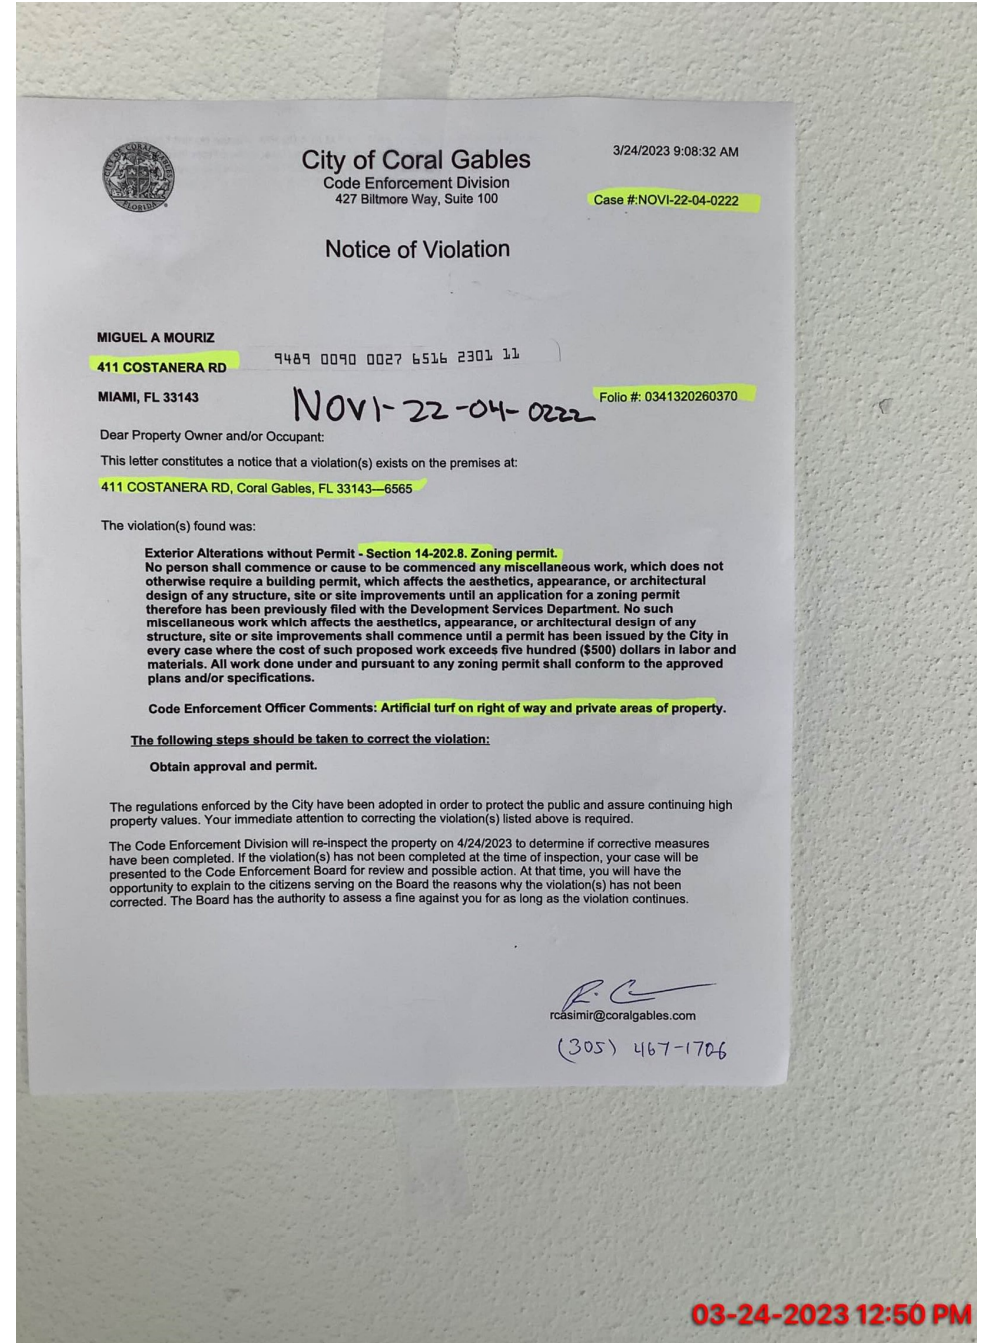 City of Coral Gables
Code Enforcement Division
427 Biltmore Way, Suite 100
3/24/2023 9:08:32 AM
Case #:NOVI-22-04-0222
Notice of Violation
MIGUEL A MOURIZ
411 COSTANERA RD
9489 0090 0027 6516 2301 11
MIAMI, FL 33143
NOVI-22-04-0222
Folio #: 0341320260370
Dear Property Owner and/or Occupant:
This letter constitutes a notice that a violation(s) exists on the premises at:
411 COSTANERA RD, Coral Gables, FL 33143—6565
The violation(s) found was:
Exterior Alterations without Permit - Section 14-202.8. Zoning permit.
No person shall commence or cause to be commenced any miscellaneous work, which does not
otherwise require a building permit, which affects the aesthetics, appearance, or architectural
design of any structure, site or site improvements until an application for a zoning permit
therefore has been previously filed with the Development Services Department. No such
miscellaneous work which affects the aesthetics, appearance, or architectural design of any
structure, site or site improvements shall commence until a permit has been issued by the City in
every case where the cost of such proposed work exceeds five hundred ($500) dollars in labor and
materials. All work done under and pursuant to any zoning permit shall conform to the approved
plans and/or specifications.
Code Enforcement Officer Comments: Artificial turf on right of way and private areas of property.
The following steps should be taken to correct the violation:
Obtain approval and permit.
The regulations enforced by the City have been adopted in order to protect the public and assure continuing high
property values. Your immediate attention to correcting the violation(s) listed above is required.
The Code Enforcement Division will re-inspect the property on 4/24/2023 to determine if corrective measures
have been completed. If the violation(s) has not been completed at the time of inspection, your case will be
presented to the Code Enforcement Board for review and possible action. At that time, you will have the
opportunity to explain to the citizens serving on the Board the reasons why the violation(s) has not been
corrected. The Board has the authority to assess a fine against you for as long as the violation continues.
rcasimir@coralgables.com
(305) 467-1706
03-24-2023 12:50 PM